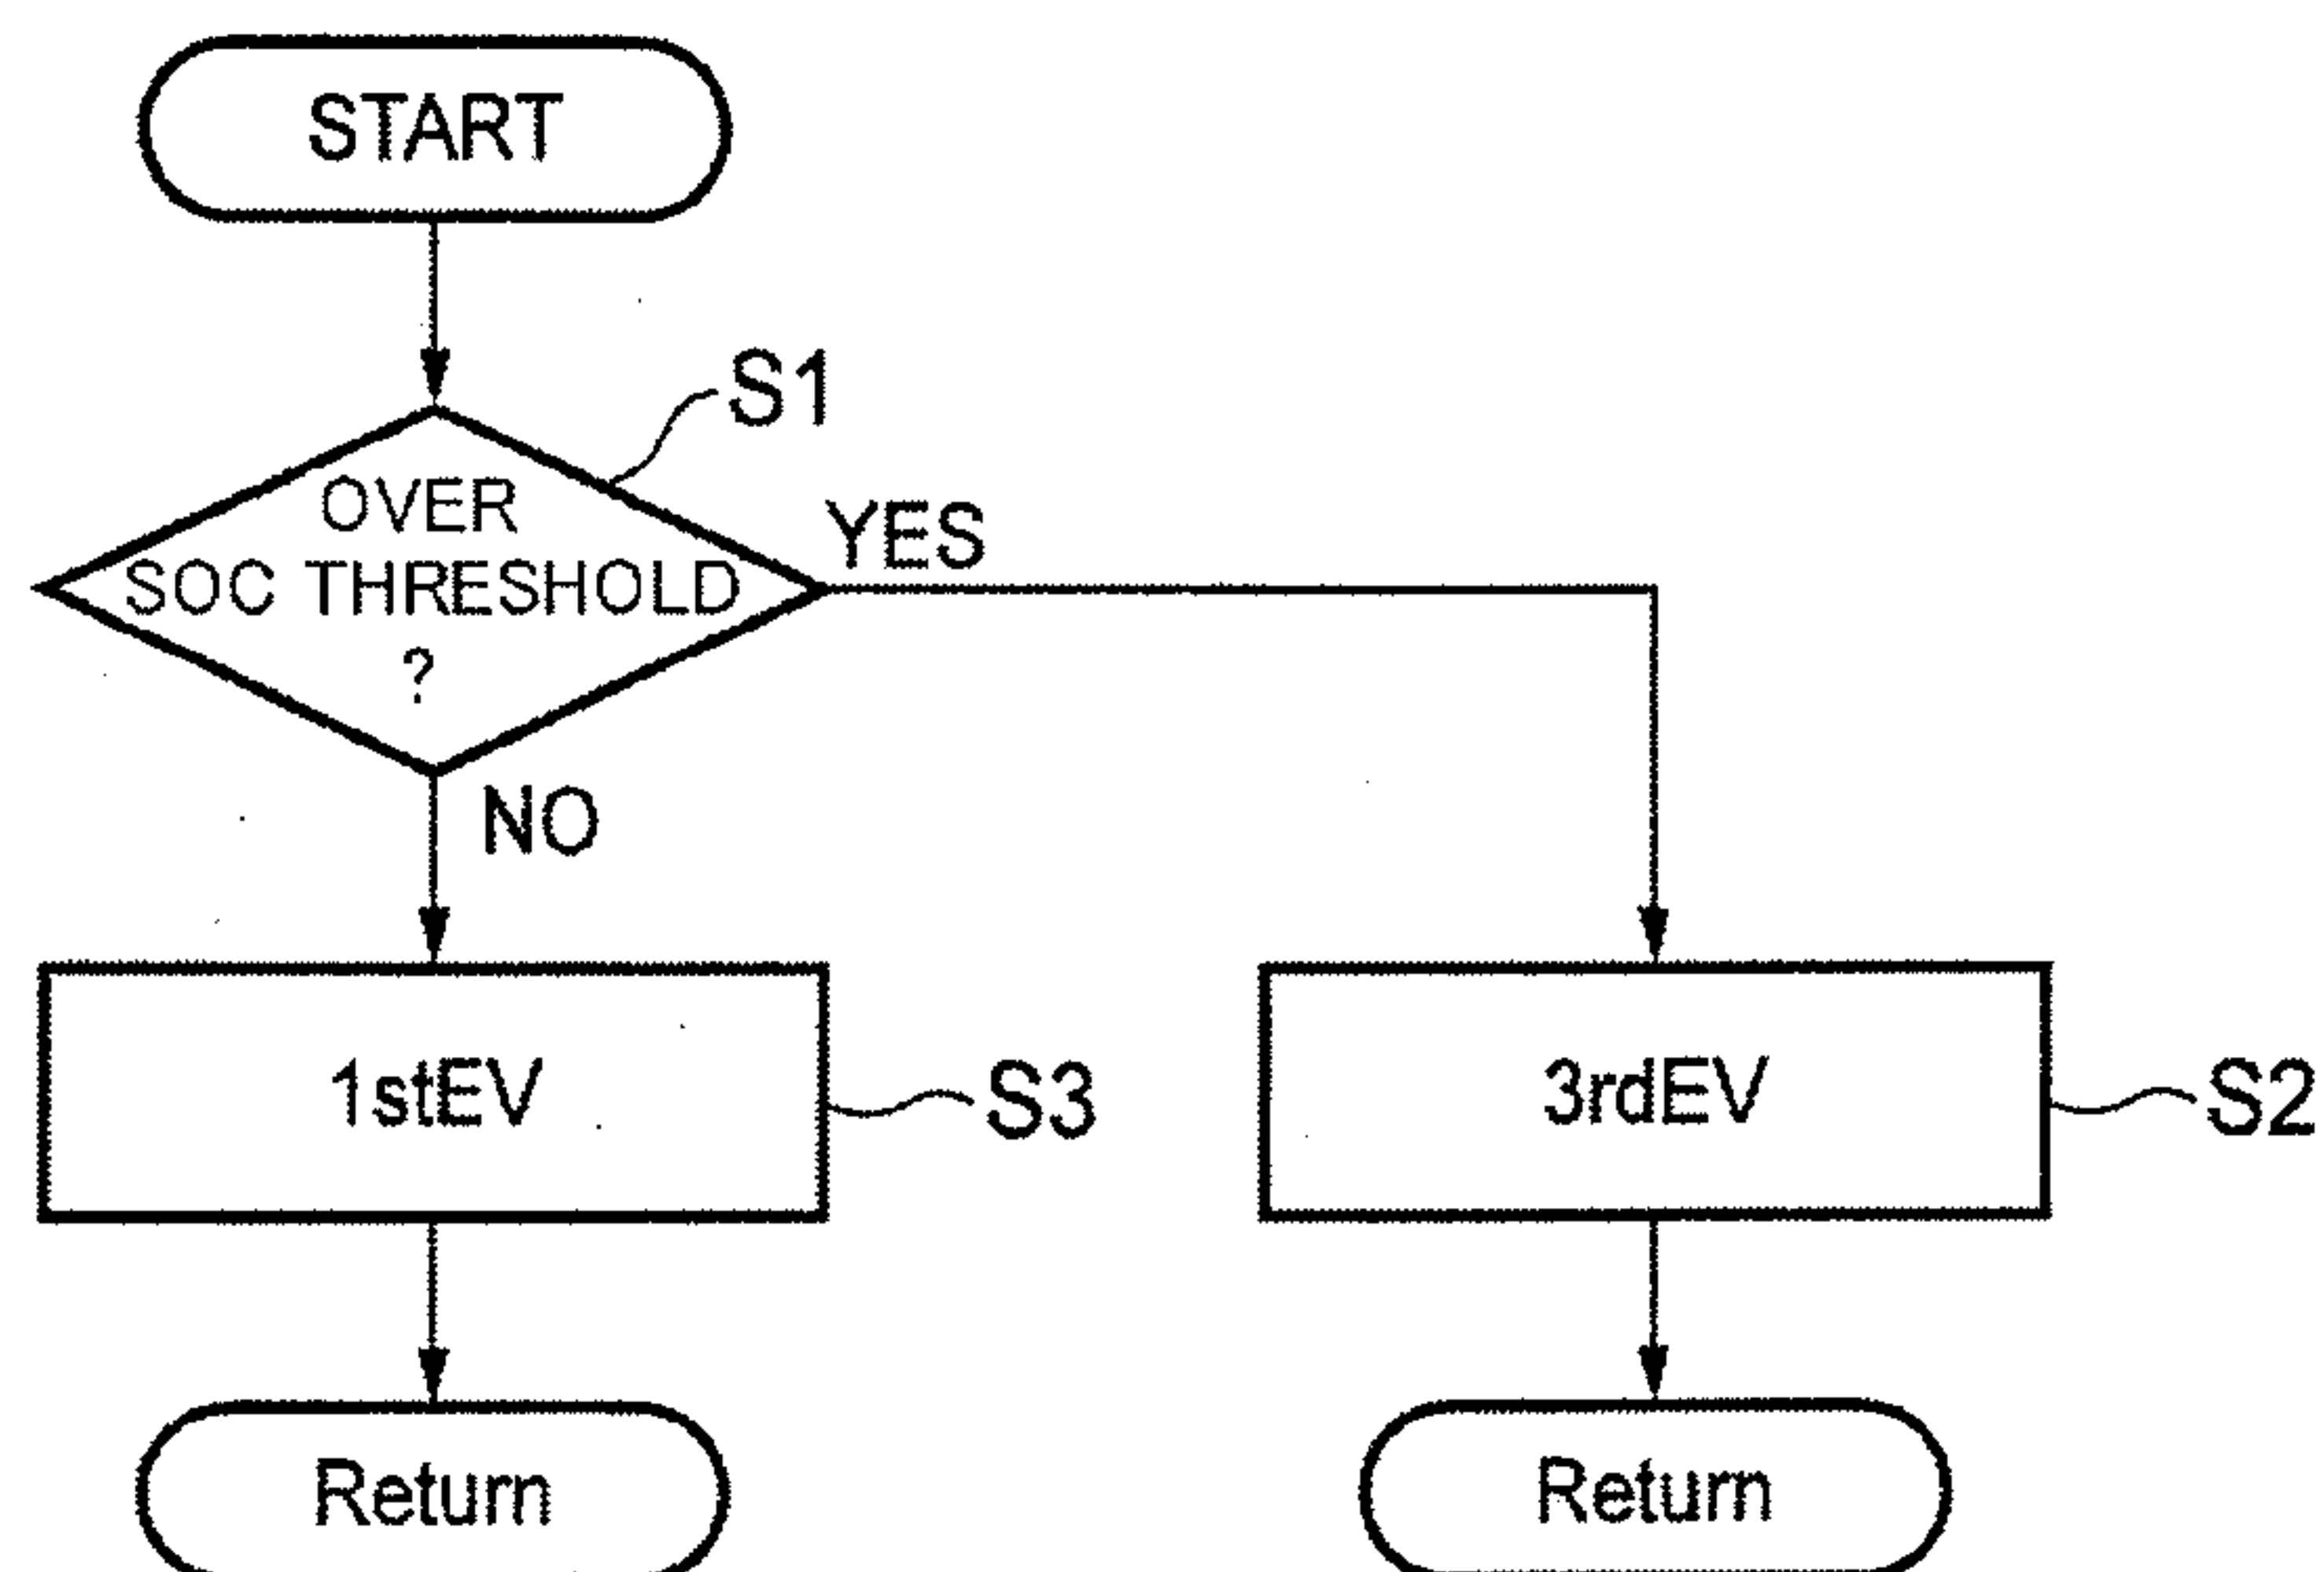 START
S1
OVER
SOC THRESHOLD
?
YES
NO
1stEV
S3
3rdEV
S2
Return
Return